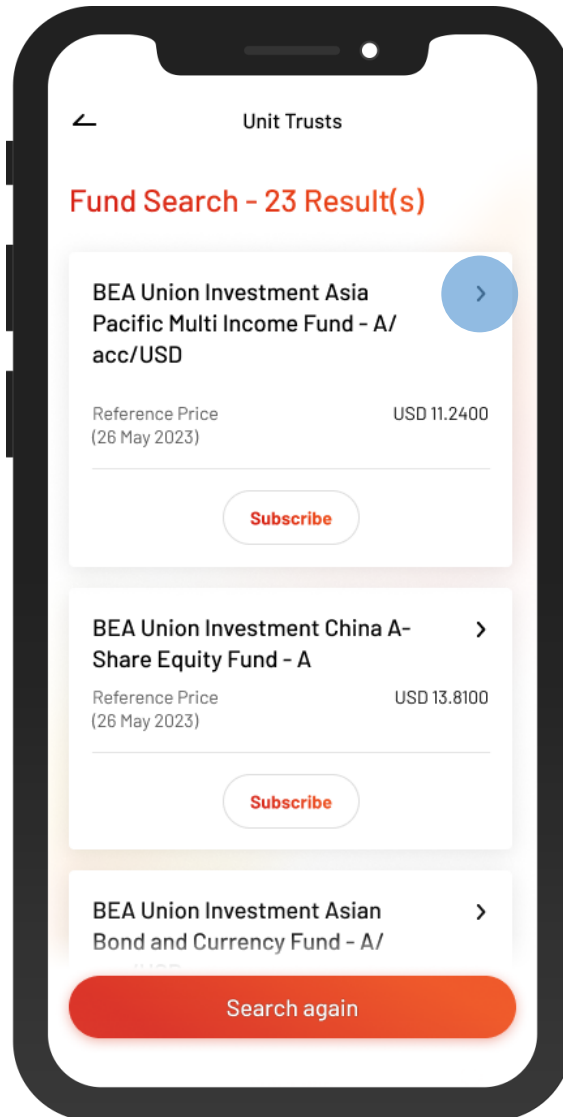 Unit Trusts
Fund Search - 23 Result(s)
BEA Union Investment Asia
Pacific Multi Income Fund - A/
acc/USD
Reference Price
(26 May 2023)
USD 11.2400
Subscribe
BEA Union Investment China A-
Share Equity Fund - A
Reference Price
(26 May 2023)
USD 13.8100
Subscribe
BEA Union Investment Asian
Bond and Currency Fund - A/
Search again